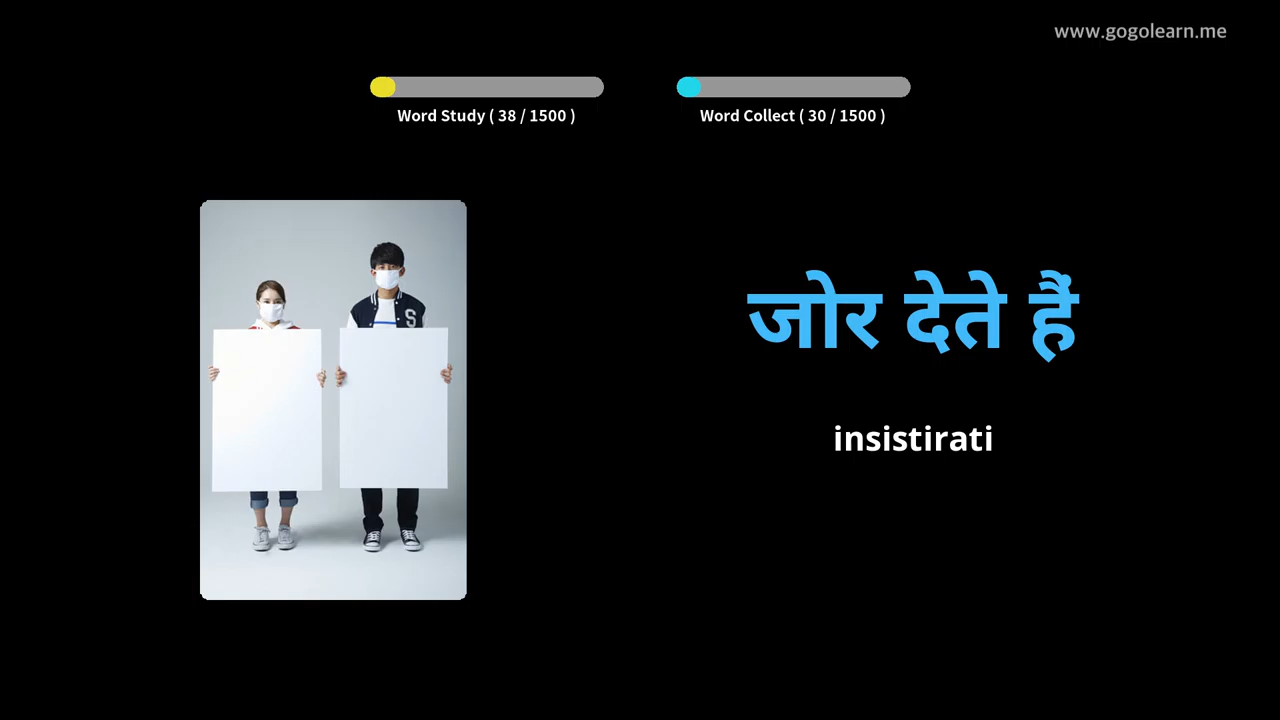 www.gogolearn.me
Word Study ( 38 / 1500 )
Word Collect ( 30 / 1500 )
S
जोर देते हैं
insistirati